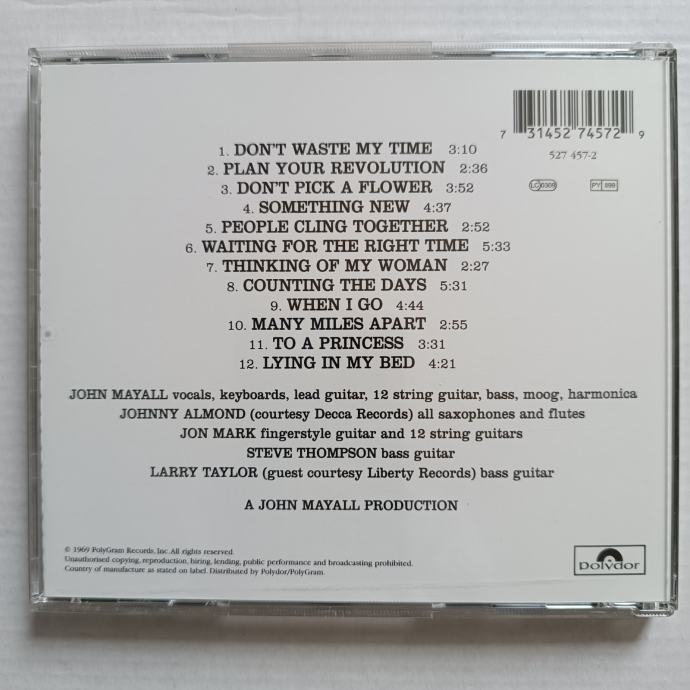 7 31452 74572 9
527 457-2
LC 0309
PY 899
1. DON'T WASTE MY TIME 3:10
2. PLAN YOUR REVOLUTION 2:36
3. DON'T PICK A FLOWER 3:52
4. SOMETHING NEW 4:37
5. PEOPLE CLING TOGETHER 2:52
6. WAITING FOR THE RIGHT TIME 5:33
7. THINKING OF MY WOMAN 2:27
8. COUNTING THE DAYS 5:31
9. WHEN I GO 4:44
10. MANY MILES APART 2:55
11. TO A PRINCESS 3:31
12. LYING IN MY BED 4:21
JOHN MAYALL vocals, keyboards, lead guitar, 12 string guitar, bass, moog, harmonica
JOHNNY ALMOND (courtesy Decca Records) all saxophones and flutes
JON MARK fingerstyle guitar and 12 string guitars
STEVE THOMPSON bass guitar
LARRY TAYLOR (guest courtesy Liberty Records) bass guitar
A JOHN MAYALL PRODUCTION
© 1969 PolyGram Records, Inc. All rights reserved.
Unauthorised copying, reproduction, hiring, lending, public performance and broadcasting prohibited.
Country of manufacture as stated on label. Distributed by Polydor/PolyGram.
polydor